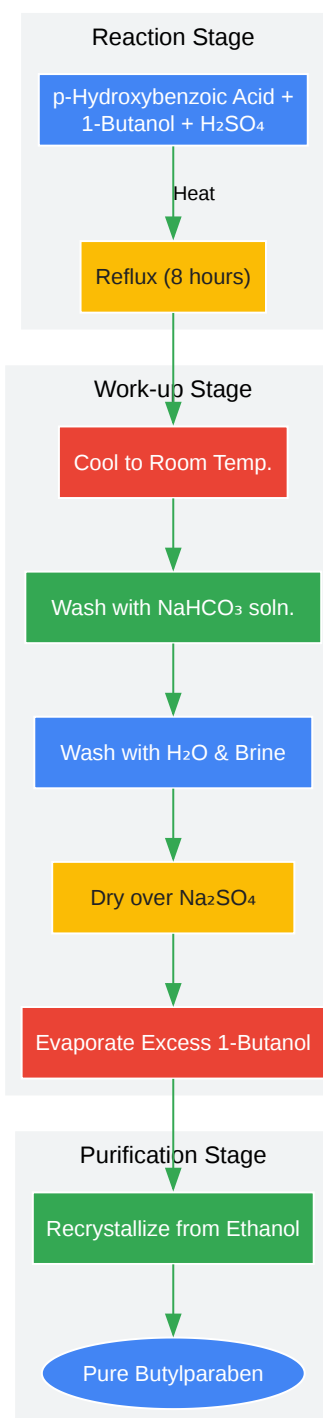 Reaction Stage
p-Hydroxybenzoic Acid +
1-Butanol + H₂SO₄
Heat
Reflux (8 hours)
Work-up Stage
Cool to Room Temp.
Wash with NaHCO₃ soln.
Wash with H₂O & Brine
Dry over Na₂SO₄
Evaporate Excess 1-Butanol
Purification Stage
Recrystallize from Ethanol
Pure Butylparaben